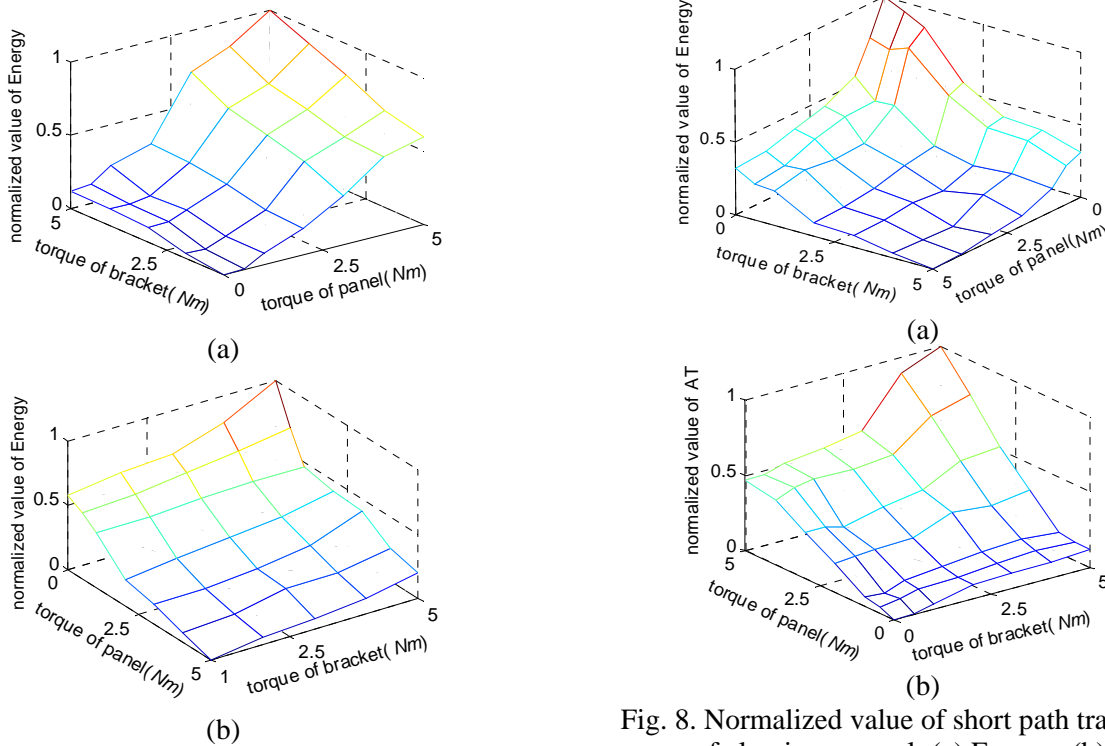 normalized value of Energy
1
0.5
0
5
2.5
0
torque of bracket( Nm)
2.5
5
torque of panel( Nm)
(a)
normalized value of Energy
1
0.5
0
0
2.5
5
torque of panel( Nm)
1
2.5
5
torque of bracket( Nm)
(b)
normalized value of Energy
1
0.5
0
0
2.5
5
torque of bracket( Nm)
5
2.5
0
torque of panel(Nm)
(a)
normalized value of AT
1
0.5
0
5
2.5
0
torque of panel( Nm)
0
2.5
5
torque of bracket( Nm)
(b)
Fig. 8. Normalized value of short path tra